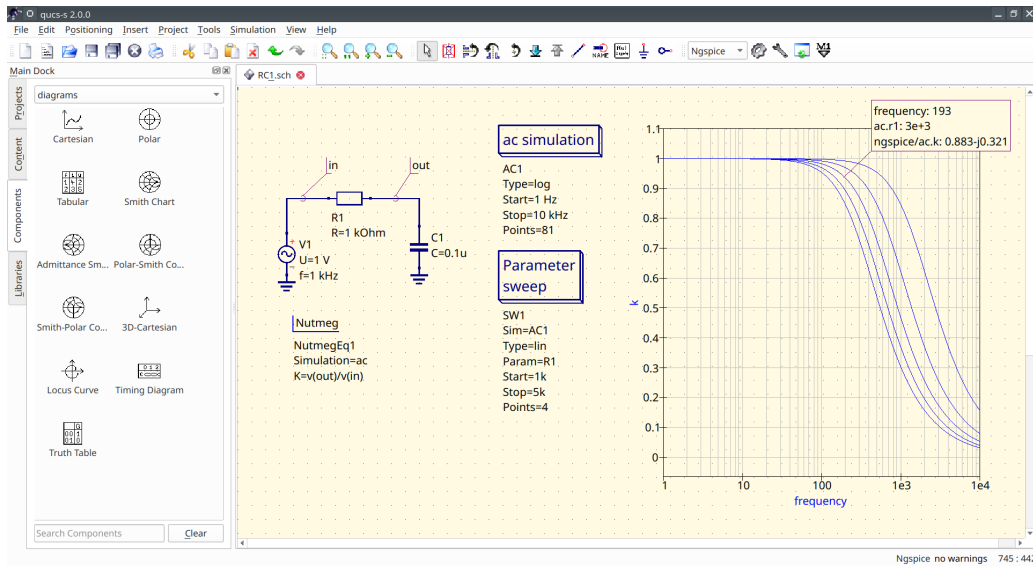 qucs-s 2.0.0
File Edit Positioning Insert Project Tools Simulation View Help
NAME
Ngspice
Main Dock
RC1.sch
Projects
Content
Components
Libraries
diagrams
Cartesian
Polar
Tabular
Smith Chart
Admittance Sm...
Polar-Smith Co...
Smith-Polar Co...
3D-Cartesian
Locus Curve
Timing Diagram
Truth Table
Search Components
Clear
in
out
R1
R=1 kOhm
V1
U=1 V
f=1 kHz
C1
C=0.1u
Nutmeg
NutmegEq1
Simulation=ac
K=v(out)/v(in)
ac simulation
AC1
Type=log
Start=1 Hz
Stop=10 kHz
Points=81
Parameter
sweep
SW1
Sim=AC1
Type=lin
Param=R1
Start=1k
Stop=5k
Points=4
frequency: 193
ac.r1: 3e+3
ngspice/ac.k: 0.883-j0.321
1.1
1
0.9
0.8
0.7
0.6
0.5
0.4
0.3
0.2
0.1
0
k
1 10 100 1e3 1e4
frequency
Ngspice no warnings 745 : 442